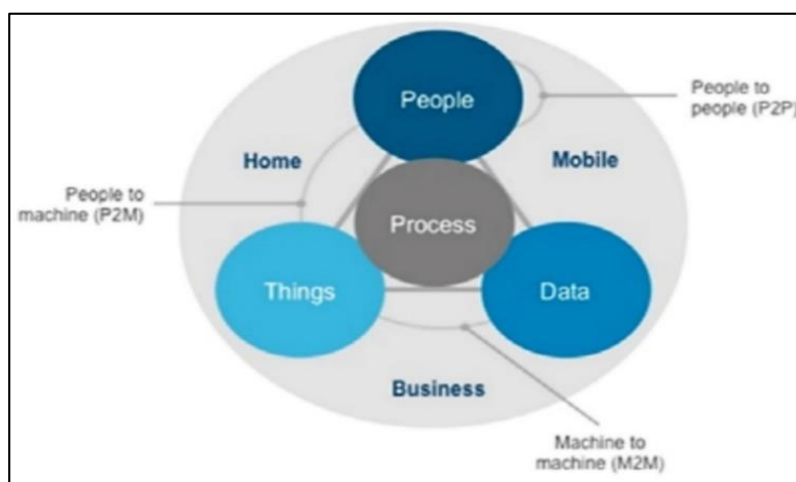 People
People to
people (P2P)
Home
Mobile
People to
machine (P2M)
Process
Things
Data
Business
Machine to
machine (M2M)